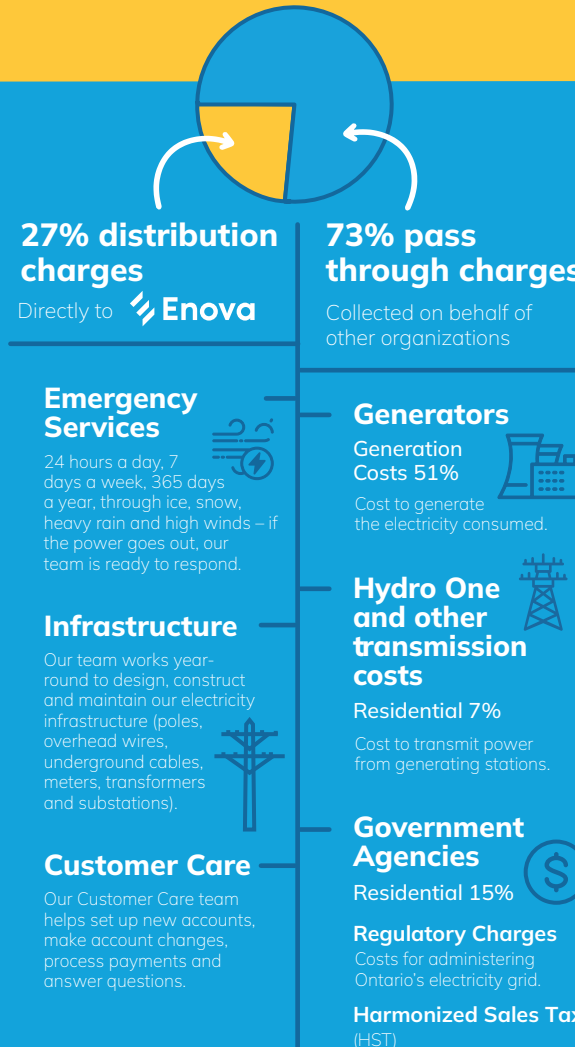 27% distribution
charges
Directly to Enova
73% pass
through charges
Collected on behalf of
other organizations
Emergency
Services
24 hours a day, 7
days a week, 365 days
a year, through ice, snow,
heavy rain and high winds – if
the power goes out, our
team is ready to respond.
Infrastructure
Our team works year-
round to design, construct
and maintain our electricity
infrastructure (poles,
overhead wires,
underground cables,
meters, transformers
and substations).
Customer Care
Our Customer Care team
helps set up new accounts,
make account changes,
process payments and
answer questions.
Generators
Generation
Costs 51%
Cost to generate
the electricity consumed.
Hydro One
and other
transmission
costs
Residential 7%
Cost to transmit power
from generating stations.
Government
Agencies
Residential 15%
Regulatory Charges
Costs for administering
Ontario's electricity grid.
Harmonized Sales Tax
(HST)